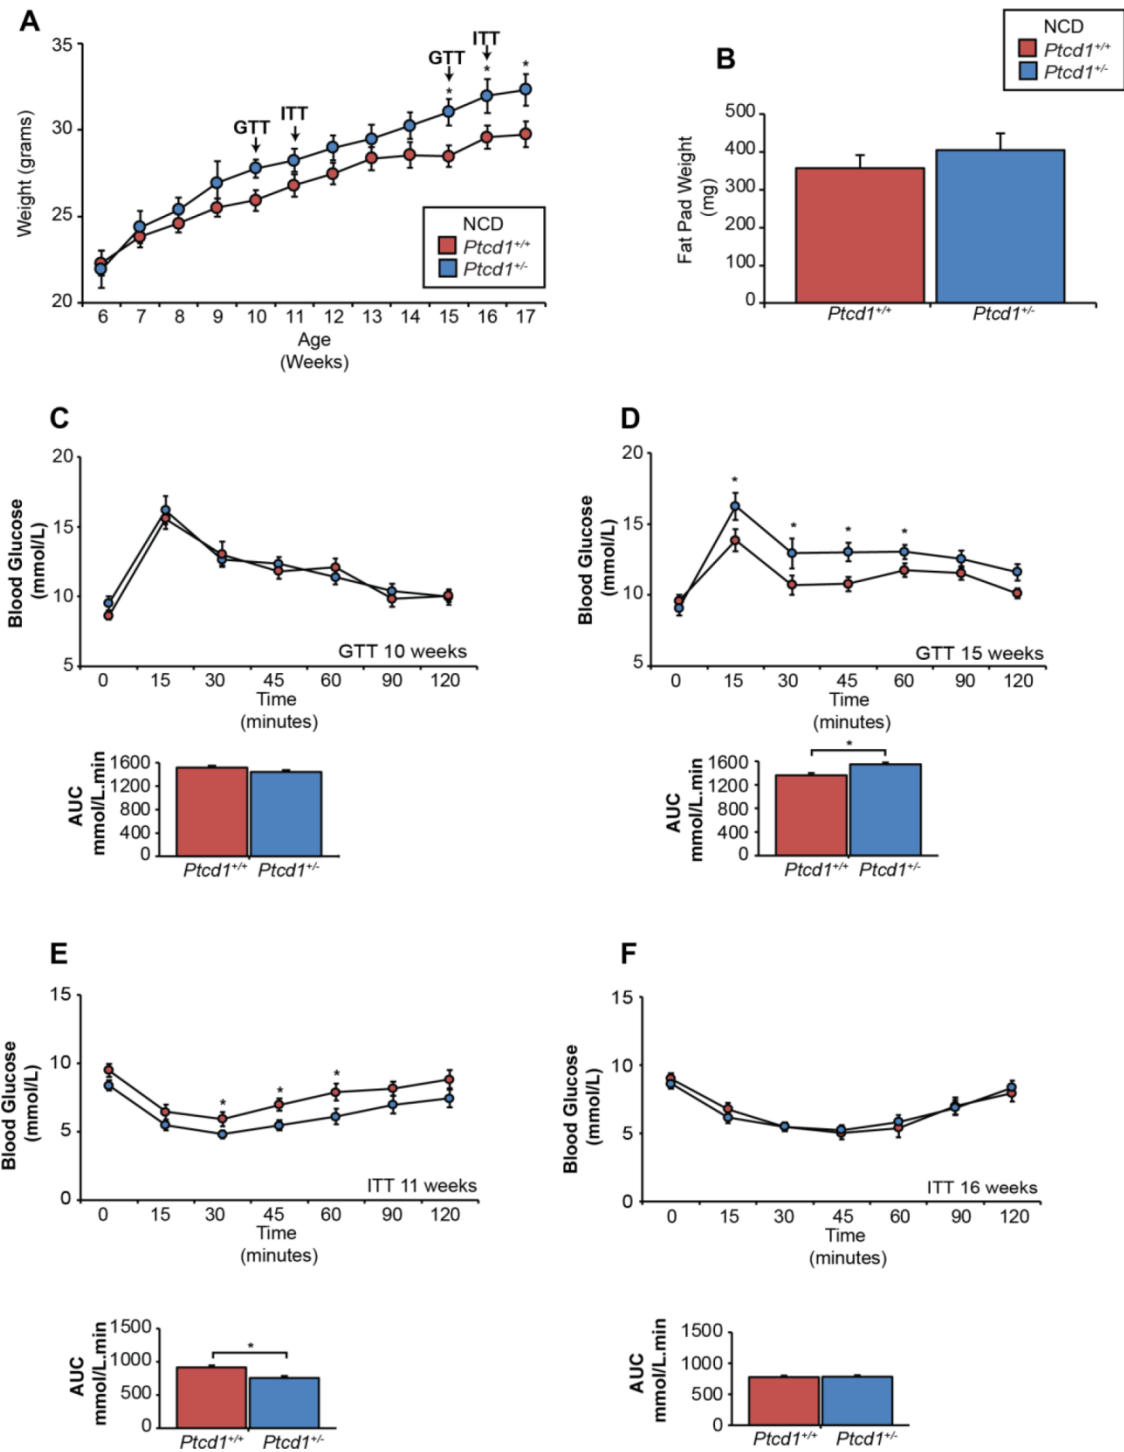 A
35
30
25
20
Weight (grams)
GTT
ITT
GTT
ITT
*
*
*
NCD
Ptcd1+/+
Ptcd1+/-
6 7 8 9 10 11 12 13 14 15 16 17
Age
(Weeks)
B
NCD
Ptcd1+/+
Ptcd1+/-
500
400
300
200
100
0
Fat Pad Weight
(mg)
Ptcd1+/+ Ptcd1+/-
C
20
15
10
5
Blood Glucose
(mmol/L)
GTT 10 weeks
0 15 30 45 60 90 120
Time
(minutes)
1600
1200
800
400
0
AUC
mmol/L.min
Ptcd1+/+ Ptcd1+/-
D
20
15
10
5
Blood Glucose
(mmol/L)
*
*
*
*
GTT 15 weeks
0 15 30 45 60 90 120
Time
(minutes)
*
1600
1200
800
400
0
AUC
mmol/L.min
Ptcd1+/+ Ptcd1+/-
E
15
10
5
0
Blood Glucose
(mmol/L)
*
*
*
ITT 11 weeks
0 15 30 45 60 90 120
Time
(minutes)
*
1500
1000
500
0
AUC
mmol/L.min
Ptcd1+/+ Ptcd1+/-
F
15
10
5
0
Blood Glucose
(mmol/L)
ITT 16 weeks
0 15 30 45 60 90 120
Time
(minutes)
1500
1000
500
0
AUC
mmol/L.min
Ptcd1+/+ Ptcd1+/-